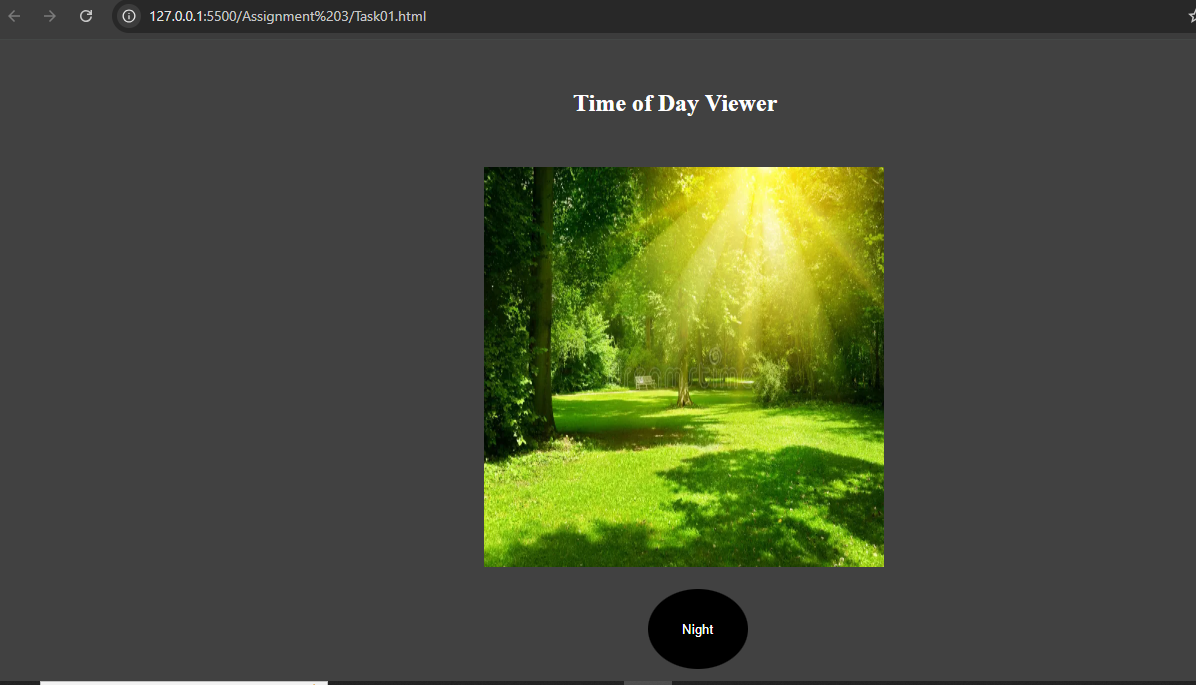 127.0.0.1:5500/Assignment%203/Task01.html
Time of Day Viewer
Night